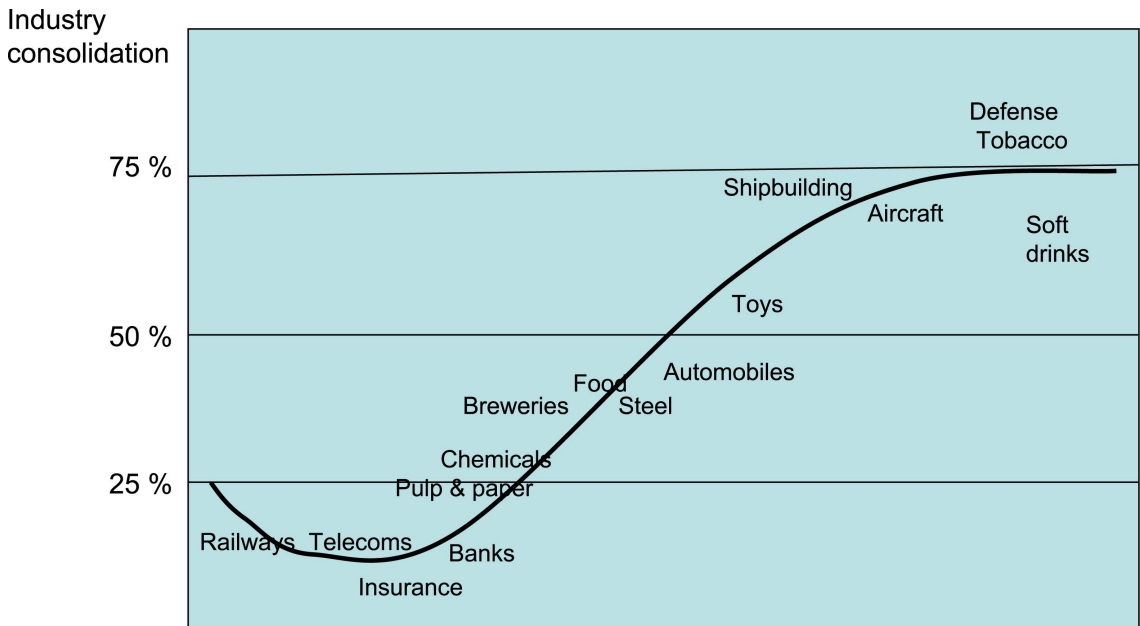 Industry
consolidation
Defense
Tobacco
75 %
Shipbuilding
Aircraft
Soft
drinks
Toys
50 %
Automobiles
Food
Breweries
Steel
Chemicals
25 %
Pulp & paper
Railways
Telecoms
Banks
Insurance